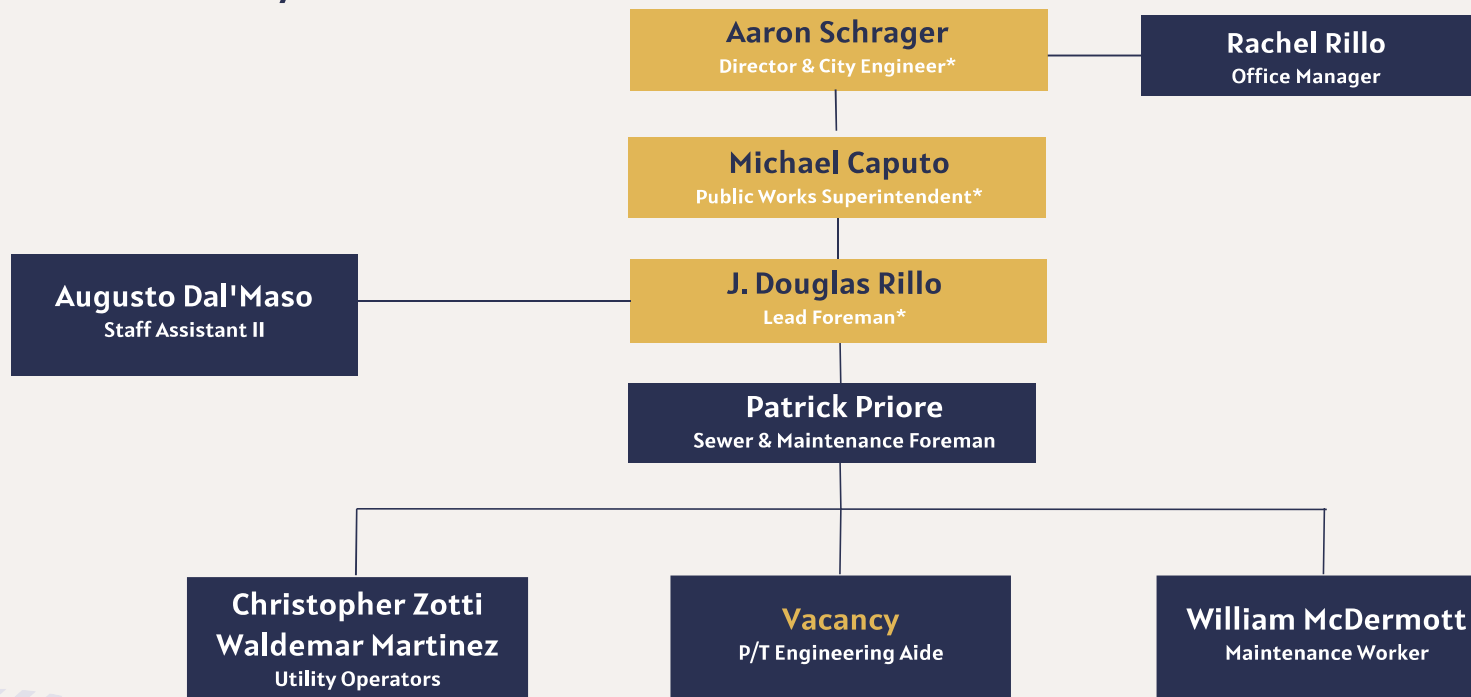 Aaron Schrager
Director & City Engineer*
Rachel Rillo
Office Manager
Michael Caputo
Public Works Superintendent*
J. Douglas Rillo
Lead Foreman*
Augusto Dal'Maso
Staff Assistant II
Patrick Priore
Sewer & Maintenance Foreman
Christopher Zotti
Waldemar Martinez
Utility Operators
Vacancy
P/T Engineering Aide
William McDermott
Maintenance Worker